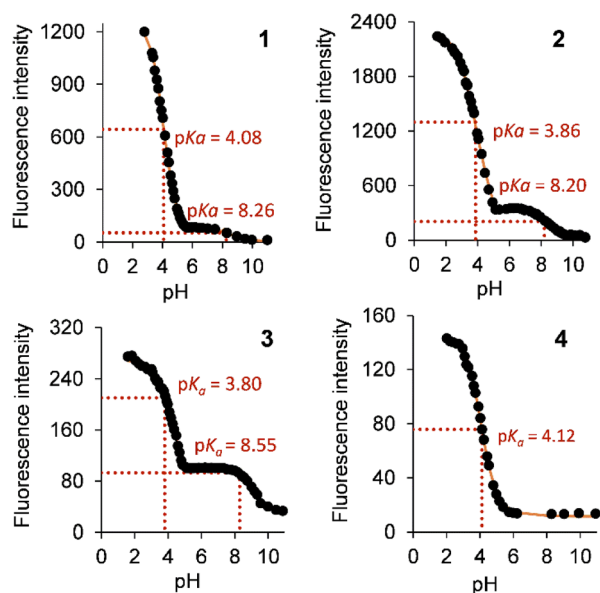 1
Fluorescence intensity
1200
900
600
300
0
pKa = 4.08
pKa = 8.26
0 2 4 6 8 10
pH
2
Fluorescence intensity
2400
1800
1200
600
0
pKa = 3.86
pKa = 8.20
0 2 4 6 8 10
pH
3
Fluorescence intensity
320
240
160
80
0
pKa = 3.80
pKa = 8.55
0 2 4 6 8 10
pH
4
Fluorescence intensity
160
120
80
40
0
pKa = 4.12
0 2 4 6 8 10
pH